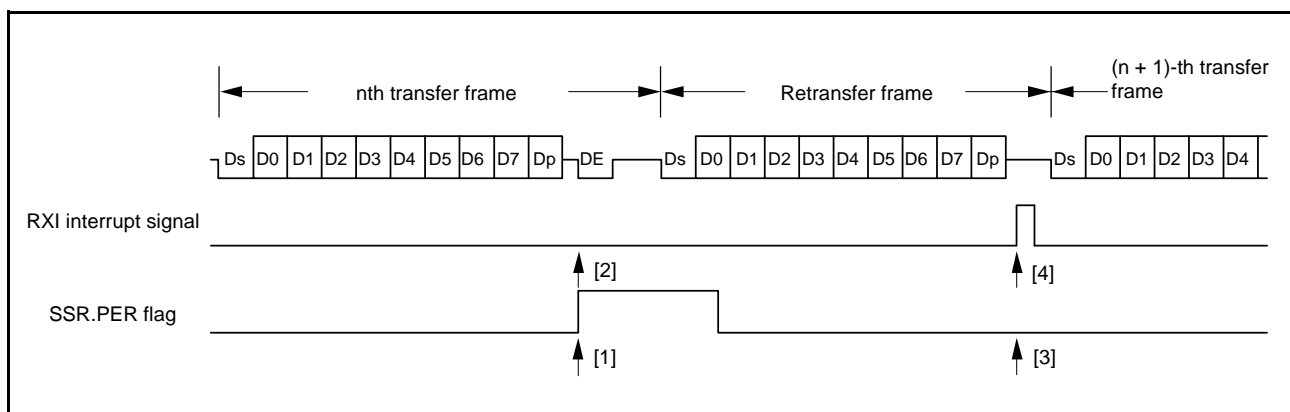 nth transfer frame
Retransfer frame
(n + 1)-th transfer
frame
Ds D0 D1 D2 D3 D4 D5 D6 D7 Dp DE Ds D0 D1 D2 D3 D4 D5 D6 D7 Dp Ds D0 D1 D2 D3 D4
RXI interrupt signal
[2]
[4]
SSR.PER flag
[1]
[3]